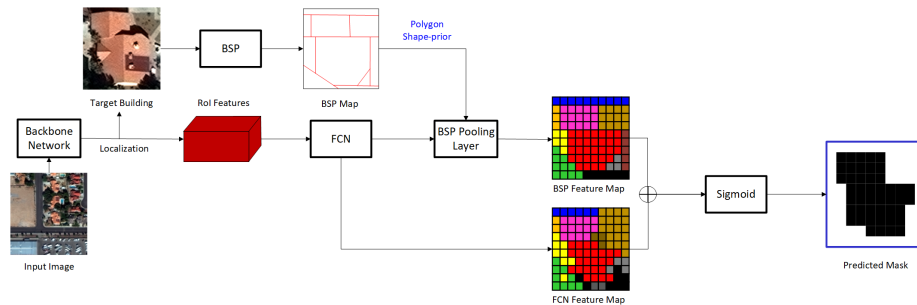 Polygon
Shape-prior
BSP
Target Building
RoI Features
BSP Map
Backbone
Network
Localization
FCN
BSP Pooling
Layer
BSP Feature Map
Sigmoid
Input Image
FCN Feature Map
Predicted Mask